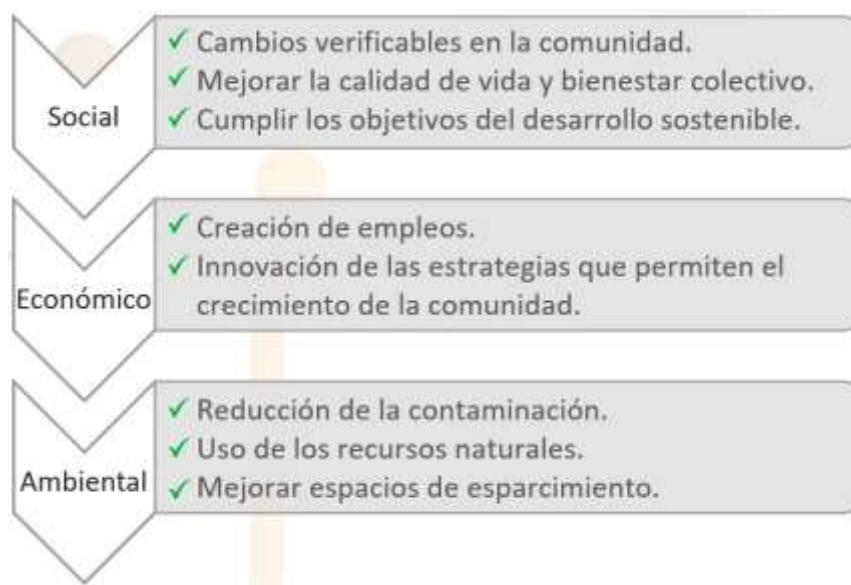 Social
✓ Cambios verificables en la comunidad.
✓ Mejorar la calidad de vida y bienestar colectivo.
✓ Cumplir los objetivos del desarrollo sostenible.
Económico
✓ Creación de empleos.
✓ Innovación de las estrategias que permiten el
crecimiento de la comunidad.
Ambiental
✓ Reducción de la contaminación.
✓ Uso de los recursos naturales.
✓ Mejorar espacios de esparcimiento.